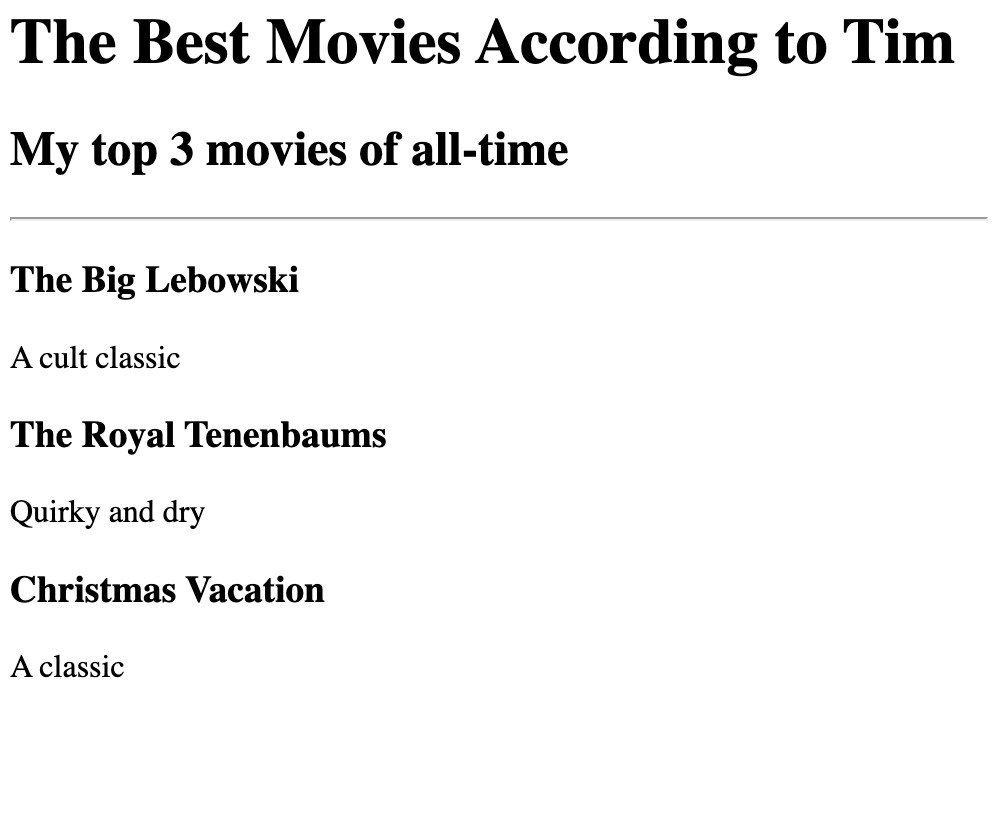 The Best Movies According to Tim
My top 3 movies of all-time
The Big Lebowski
A cult classic
The Royal Tenenbaums
Quirky and dry
Christmas Vacation
A classic